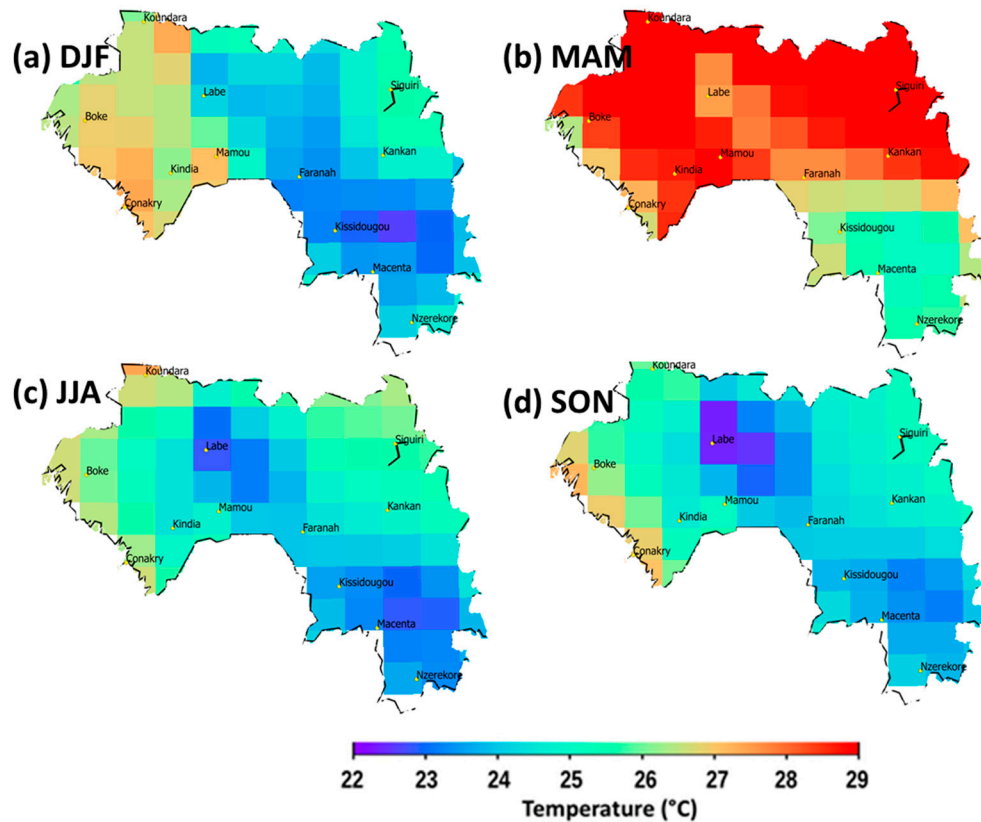 Koundara
(a) DJF
Labe
Siguiri
Boke
Mamou
Kankan
Kindia
Faranah
Conakry
Kissidougou
Macenta
Nzerekore
Koundara
(b) MAM
Labe
Siguiri
Boke
Mamou
Kankan
Kindia
Faranah
Conakry
Kissidougou
Macenta
Nzerekore
Koundara
(c) JJA
Labe
Siguiri
Boke
Mamou
Kankan
Kindia
Faranah
Conakry
Kissidougou
Macenta
Nzerekore
Koundara
(d) SON
Labe
Siguiri
Boke
Mamou
Kankan
Kindia
Faranah
Conakry
Kissidougou
Macenta
Nzerekore
22 23 24 25 26 27 28 29
Temperature (°C)